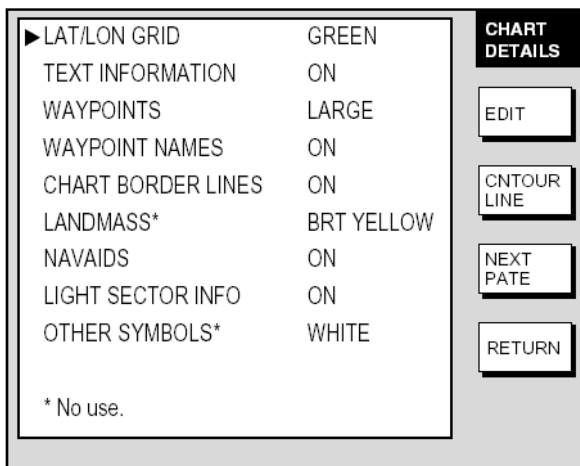 ▶LAT/LON GRID GREEN
TEXT INFORMATION ON
WAYPOINTS LARGE
WAYPOINT NAMES ON
CHART BORDER LINES ON
LANDMASS* BRT YELLOW
NAVAIDS ON
LIGHT SECTOR INFO ON
OTHER SYMBOLS* WHITE
* No use.
CHART
DETAILS
EDIT
CNTOUR
LINE
NEXT
PATE
RETURN